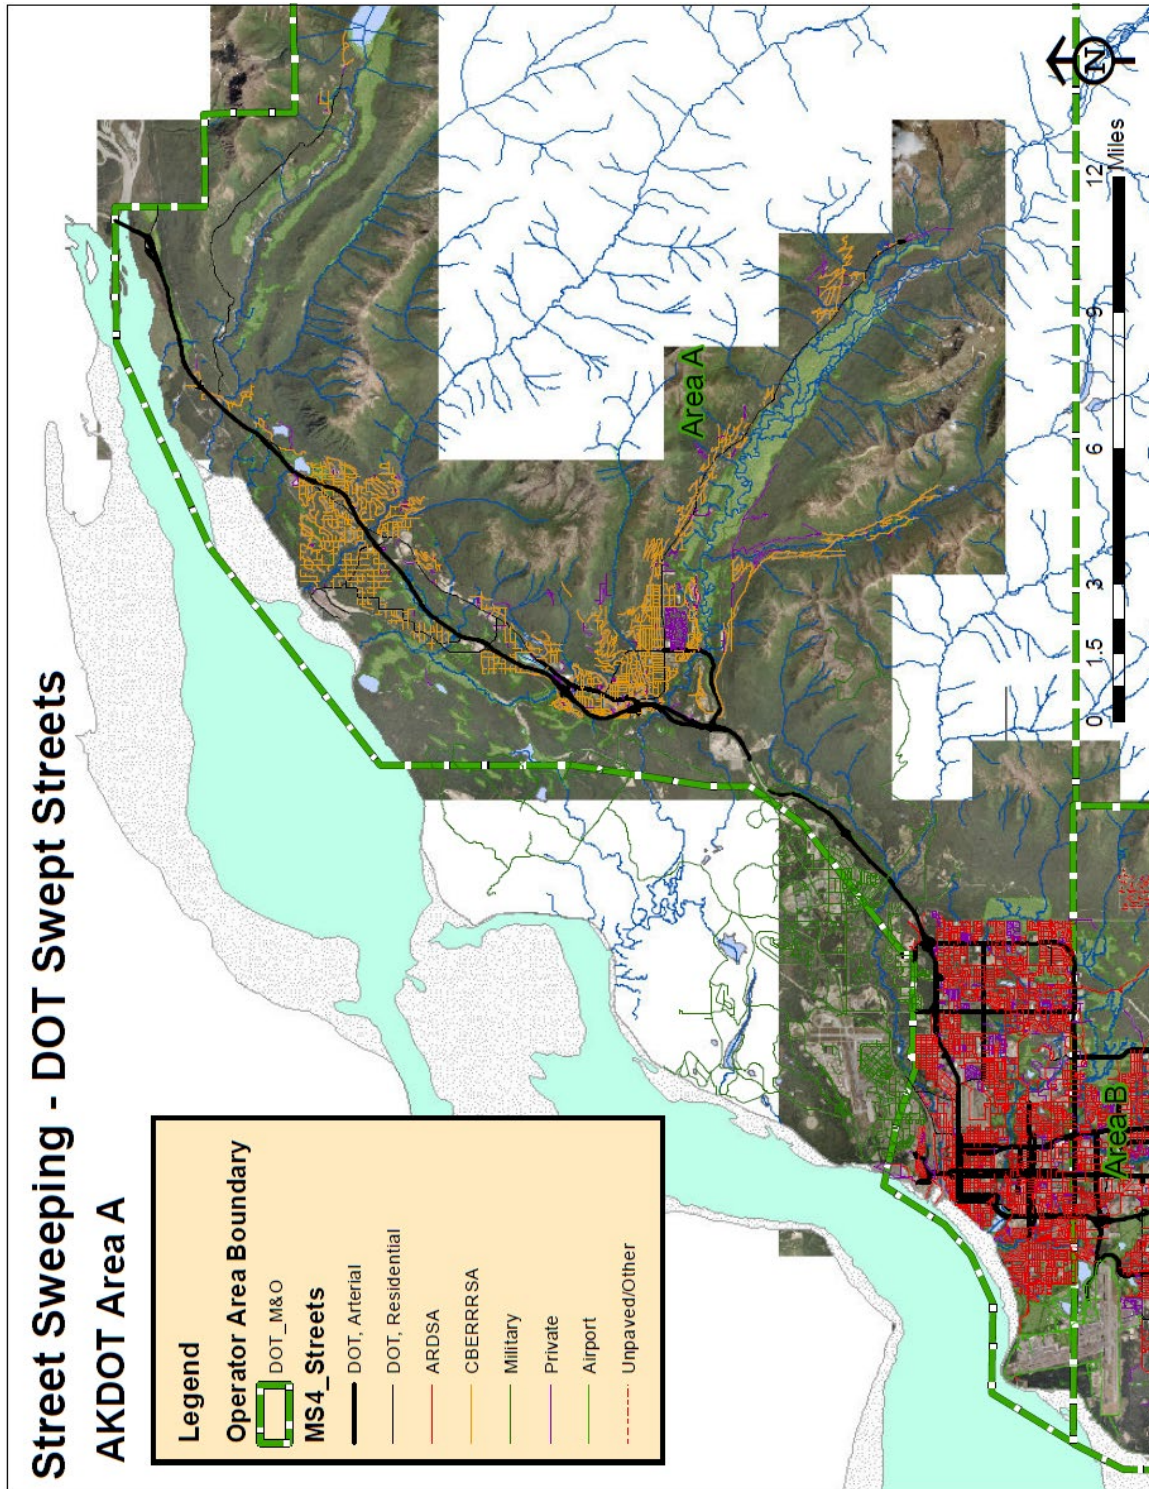 Street Sweeping - DOT Swept Streets
AKDOT Area A
Legend
Operator Area Boundary
DOT_M&O
MS4_Streets
DOT, Arterial
DOT, Residential
ARDSA
CBERRRSA
Military
Private
Airport
Unpaved/Other
Area A
Area B
N
0 1.5 3 6 9 12
Miles